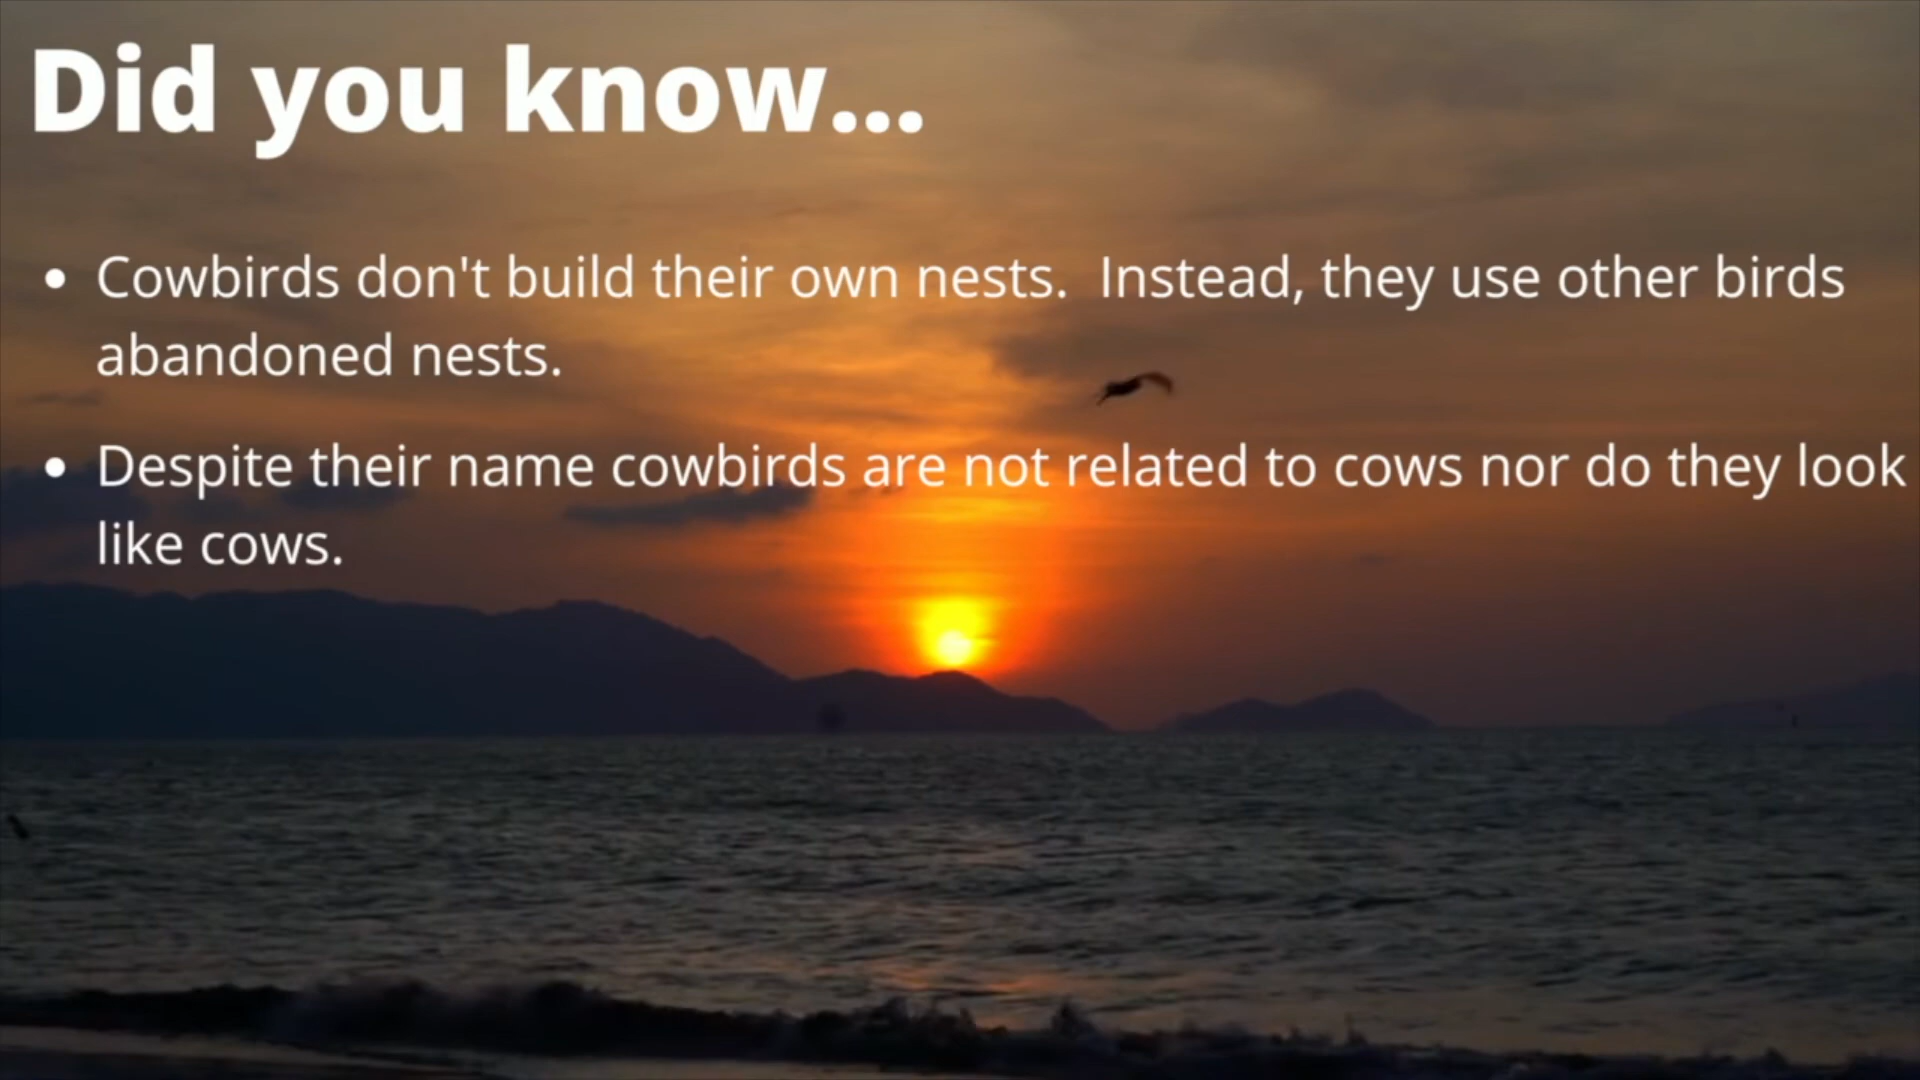 Did you know...
• Cowbirds don't build their own nests.  Instead, they use other birds
abandoned nests.
• Despite their name cowbirds are not related to cows nor do they look
like cows.